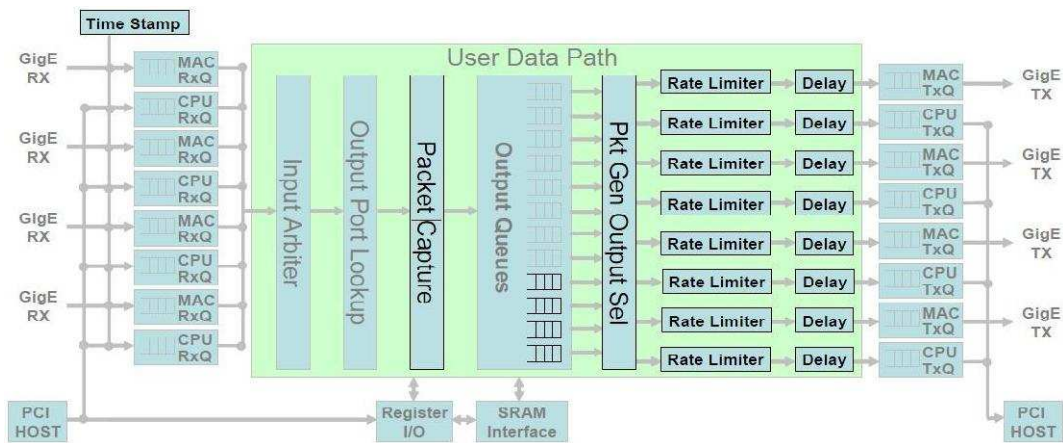 Time Stamp
User Data Path
GigE
RX
GigE
RX
GigE
RX
GigE
RX
MAC
RxQ
CPU
RxQ
MAC
RxQ
CPU
RxQ
MAC
RxQ
CPU
RxQ
MAC
RxQ
CPU
RxQ
Input Arbiter
Output Port Lookup
Packet Capture
Output Queues
Pkt Gen Output Sel
Rate Limiter
Delay
Rate Limiter
Delay
Rate Limiter
Delay
Rate Limiter
Delay
Rate Limiter
Delay
Rate Limiter
Delay
Rate Limiter
Delay
Rate Limiter
Delay
MAC
TxQ
CPU
TxQ
MAC
TxQ
CPU
TxQ
MAC
TxQ
CPU
TxQ
MAC
TxQ
CPU
TxQ
GigE
TX
GigE
TX
GigE
TX
GigE
TX
PCI
HOST
Register
I/O
SRAM
Interface
PCI
HOST